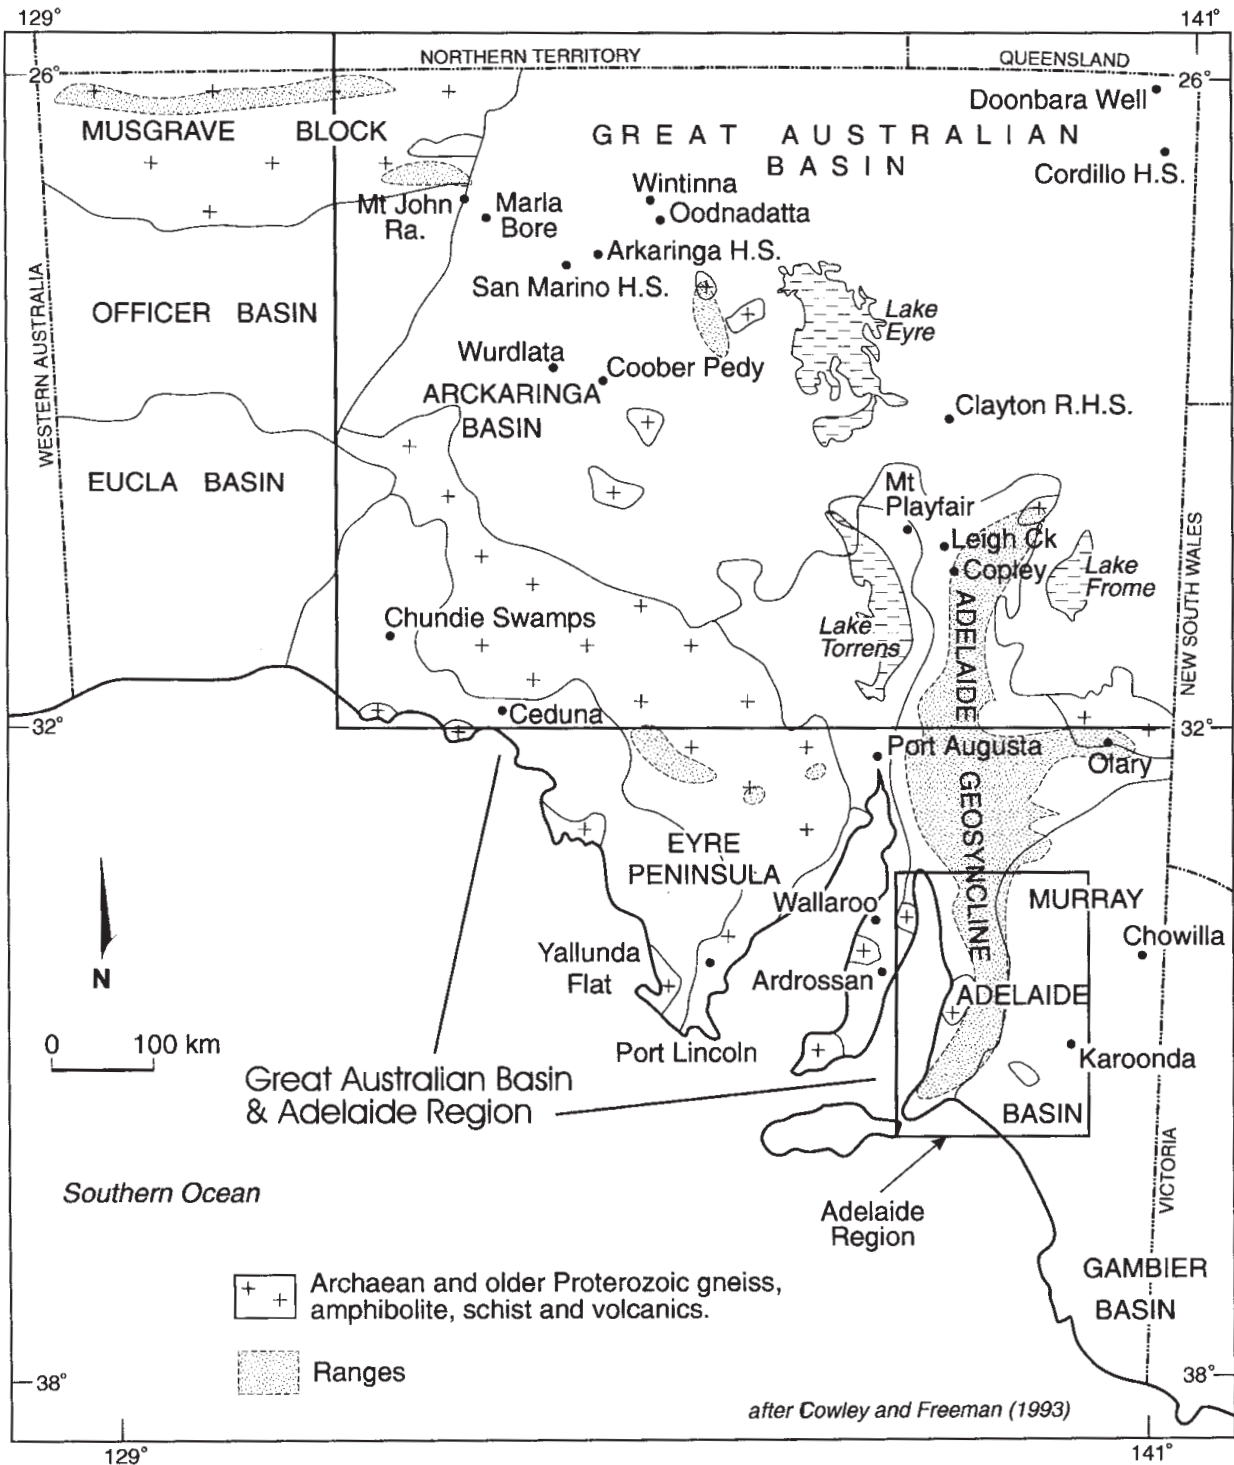 129°
141°
NORTHERN TERRITORY
QUEENSLAND
26°
26°
Doonbara Well
MUSGRAVE BLOCK
GREAT AUSTRALIAN
BASIN
Cordillo H.S.
Wintinna
Mt John
Ra.
Marla
Bore
Oodnadatta
Arkaringa H.S.
San Marino H.S.
WESTERN AUSTRALIA
OFFICER BASIN
Lake
Eyre
Wurdlata
Coober Pedy
ARCKARINGA
BASIN
Clayton R.H.S.
EUCLA BASIN
Mt
Playfair
Leigh Ck
Copley
Lake
Frome
NEW SOUTH WALES
Chundie Swamps
Lake
Torrens
ADELAIDE GEOSYNCLINE
Ceduna
32°
32°
Port Augusta
Olary
EYRE
PENINSULA
Wallaroo
MURRAY
Chowilla
Yallunda
Flat
Ardrossan
ADELAIDE
N
0 100 km
Port Lincoln
Karoonda
Great Australian Basin
& Adelaide Region
BASIN
VICTORIA
Southern Ocean
Adelaide
Region
GAMBIER
BASIN
Archaean and older Proterozoic gneiss,
amphibolite, schist and volcanics.
Ranges
38°
38°
after Cowley and Freeman (1993)
129°
141°